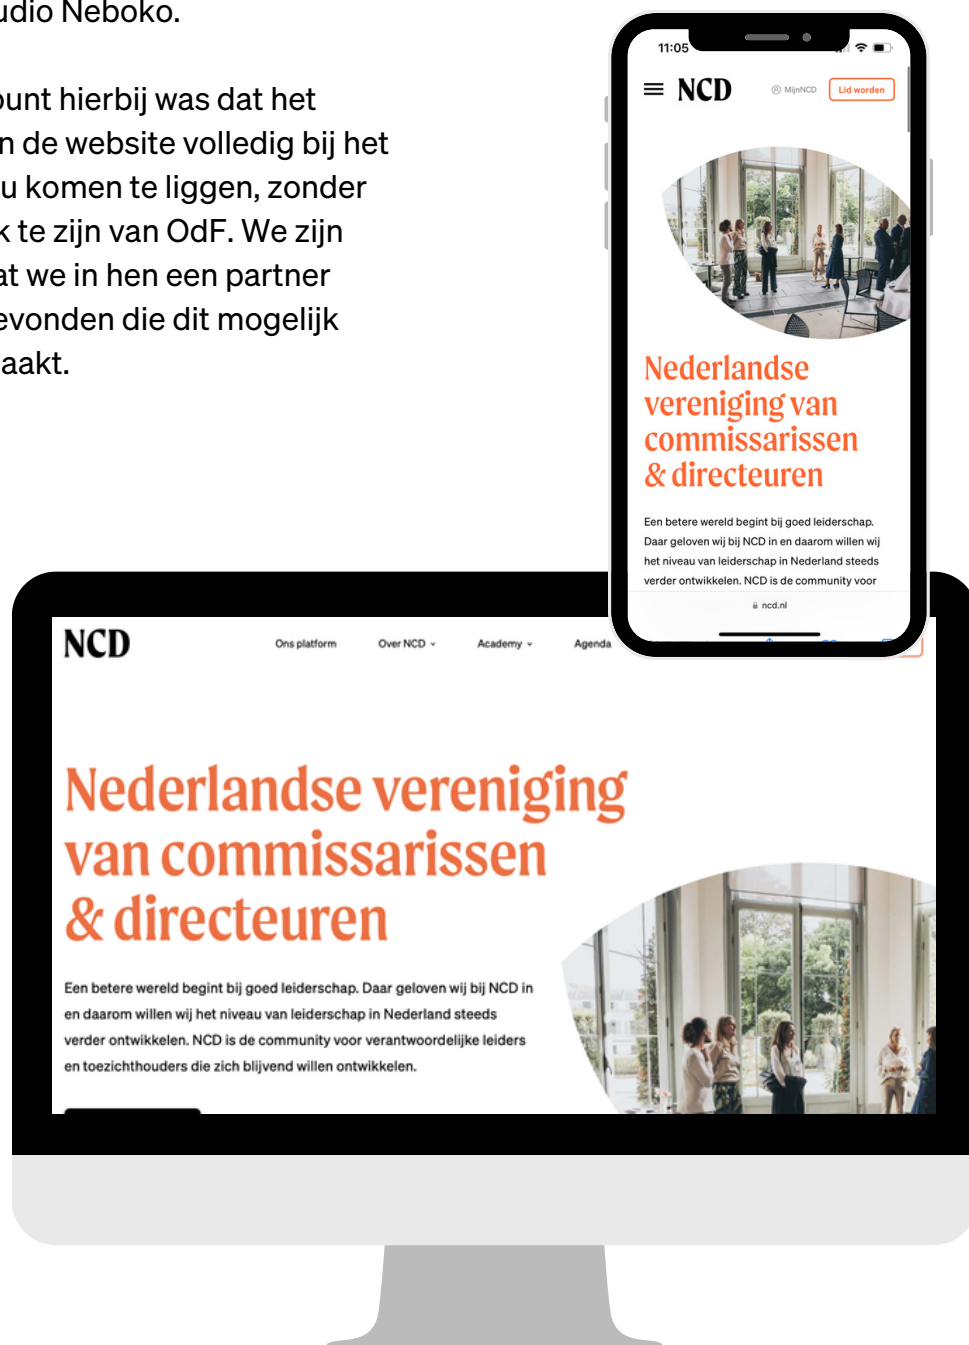 udio Neboko.
unt hierbij was dat het
n de website volledig bij het
u komen te liggen, zonder
k te zijn van OdF. We zijn
at we in hen een partner
evonden die dit mogelijk
aakt.
11:05
NCD
MijnNCD
Lid worden
Nederlandse
vereniging van
commissarissen
& directeuren
Een betere wereld begint bij goed leiderschap.
Daar geloven wij bij NCD in en daarom willen wij
het niveau van leiderschap in Nederland steeds
verder ontwikkelen. NCD is de community voor
ncd.nl
NCD
Ons platform
Over NCD
Academy
Agenda
Nederlandse vereniging
van commissarissen
& directeuren
Een betere wereld begint bij goed leiderschap. Daar geloven wij bij NCD in
en daarom willen wij het niveau van leiderschap in Nederland steeds
verder ontwikkelen. NCD is de community voor verantwoordelijke leiders
en toezichthouders die zich blijvend willen ontwikkelen.